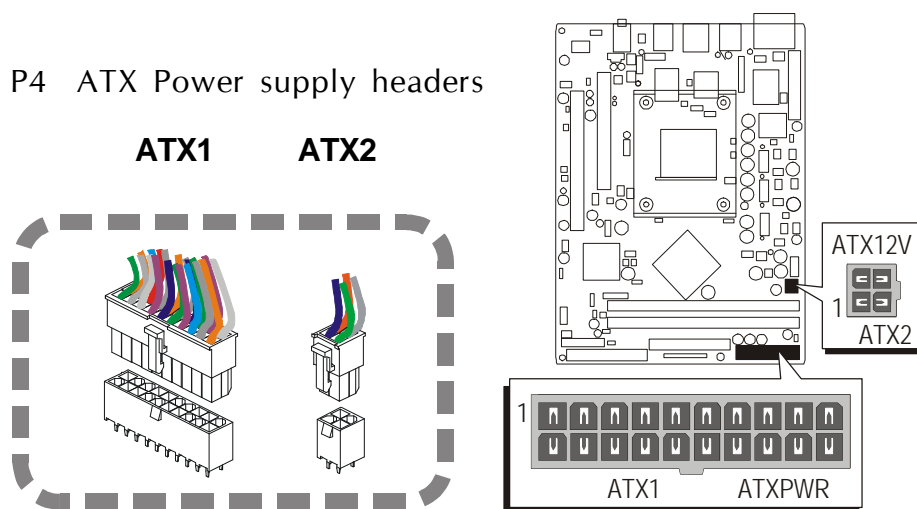 P4 ATX Power supply headers
ATX1 ATX2
ATX12V
1
ATX2
1
ATX1 ATXPWR